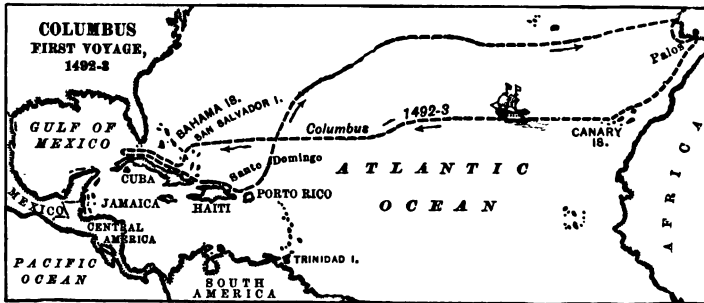 COLUMBUS
FIRST VOYAGE,
1492-3
Palos
BAHAMA IS.
SAN SALVADOR I.
GULF OF
MEXICO
Columbus
1492-3
CANARY
IS.
CUBA
Santo Domingo
ATLANTIC
OCEAN
AFRICA
MEXICO
JAMAICA
HAITI
PORTO RICO
CENTRAL
AMERICA
TRINIDAD I.
PACIFIC
OCEAN
SOUTH
AMERICA